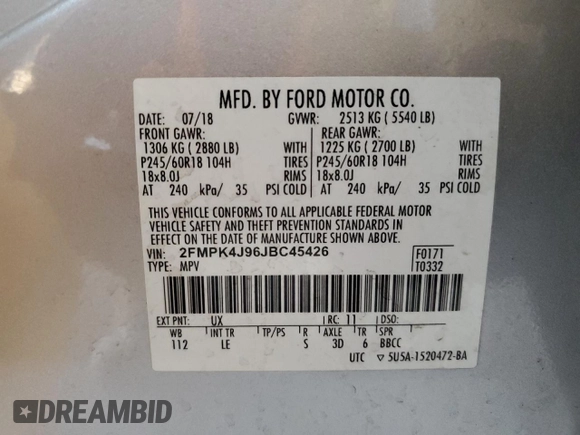 MFD. BY FORD MOTOR CO.
DATE: 07/18 GVWR: 2513 KG ( 5540 LB)
FRONT GAWR: REAR GAWR:
1306 KG ( 2880 LB) WITH 1225 KG ( 2700 LB) WITH
P245/60R18 104H TIRES P245/60R18 104H TIRES
18x8.0J RIMS 18x8.0J RIMS
AT 240 kPa/ 35 PSI COLD AT 240 kPa/ 35 PSI COLD
THIS VEHICLE CONFORMS TO ALL APPLICABLE FEDERAL MOTOR
VEHICLE SAFETY AND THEFT PREVENTION STANDARDS IN
EFFECT ON THE DATE OF MANUFACTURE SHOWN ABOVE.
VIN: 2FMPK4J96JBC45426 F0171
TYPE: MPV T0332
EXT PNT: UX RC: 11 DSO:
WB INT TR TP/PS R AXLE TR SPR
112 LE S 3D 6 BBCC
UTC ▽ 5U5A-1520472-BA
DREAMBID